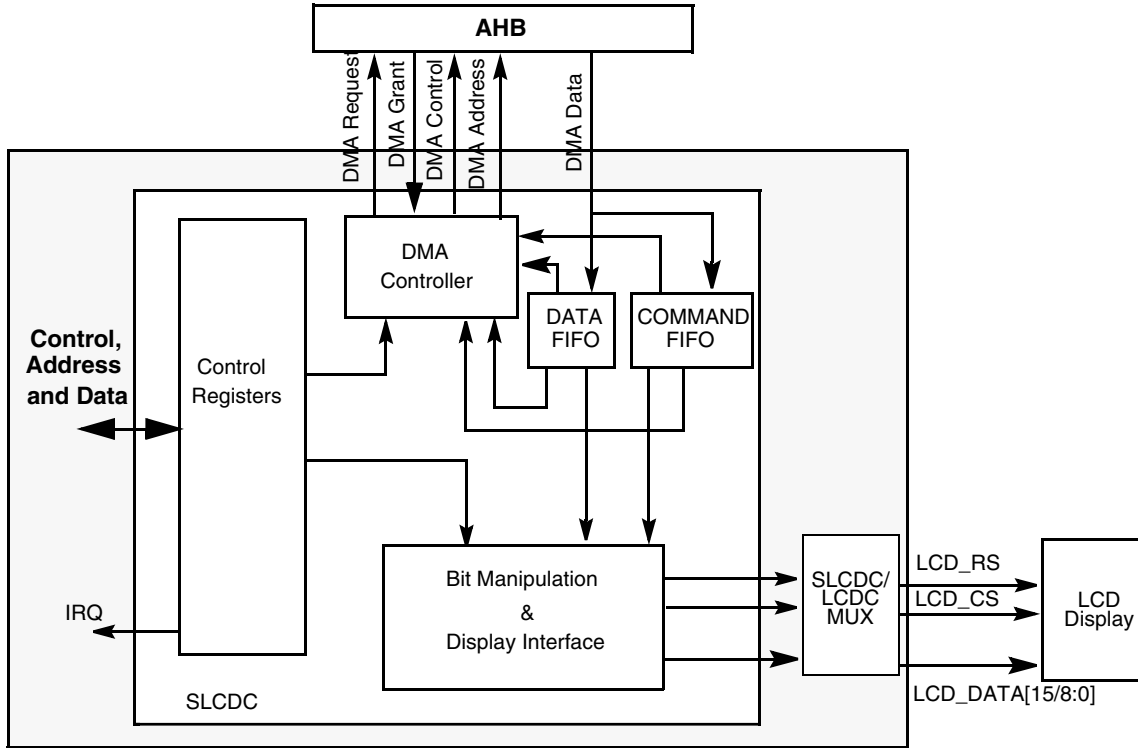 AHB
DMA Request
DMA Grant
DMA Control
DMA Address
DMA Data
DMA
Controller
DATA
FIFO
COMMAND
FIFO
Control,
Address
and Data
Control
Registers
Bit Manipulation
&
Display Interface
SLCDC/
LCDC
MUX
LCD_RS
LCD_CS
LCD_DATA[15/8:0]
LCD
Display
IRQ
SLCDC